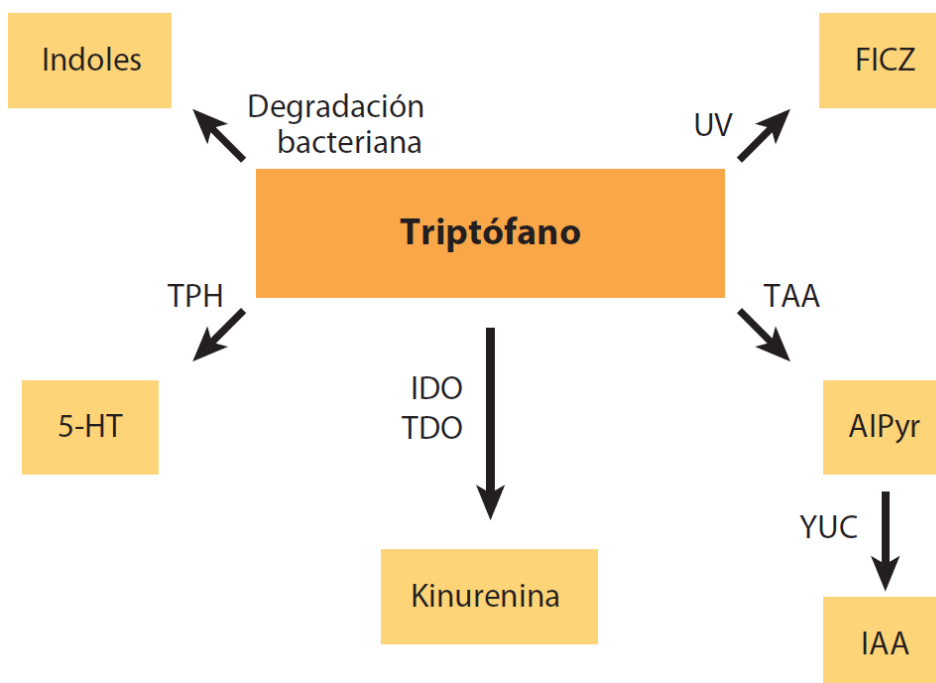 Indoles
FICZ
Degradación
bacteriana
UV
Triptófano
TPH
TAA
IDO
TDO
5-HT
AIPyr
YUC
Kinurenina
IAA